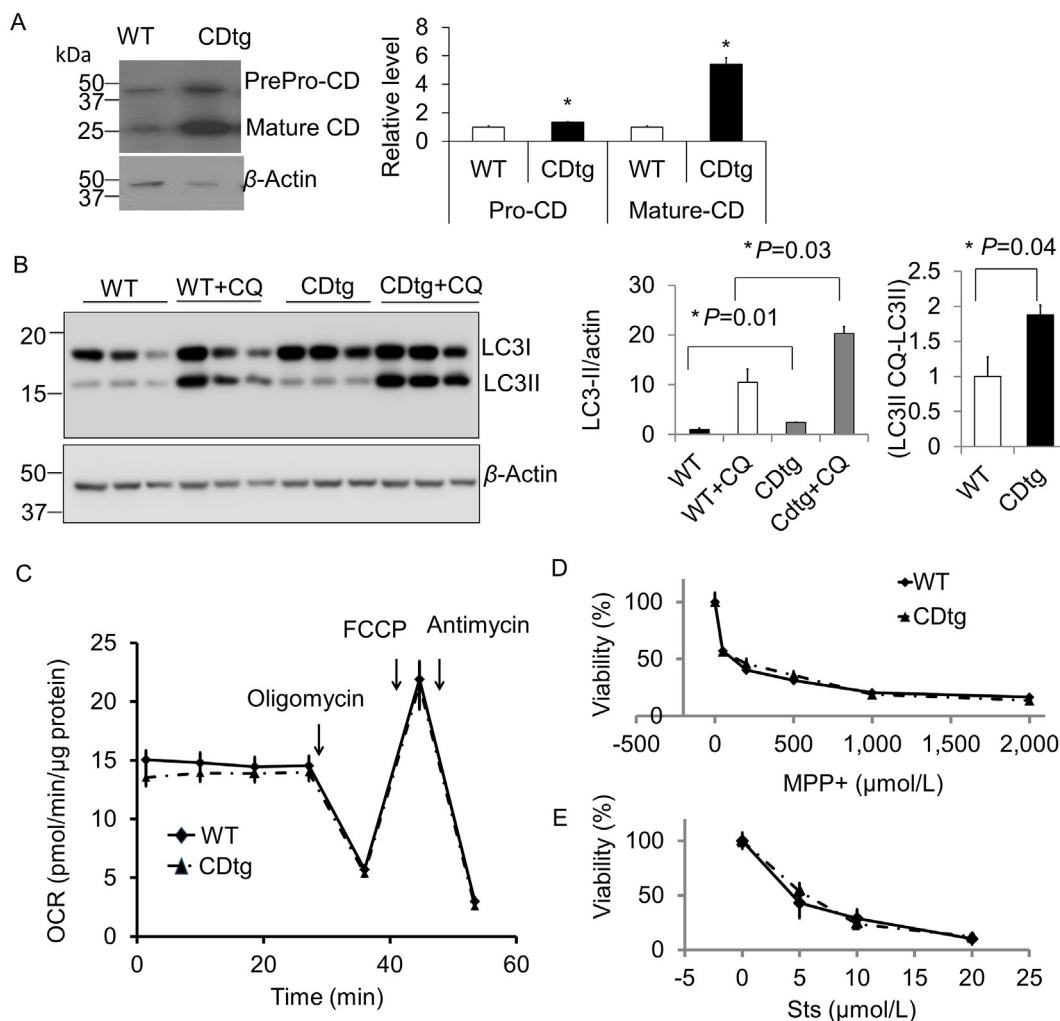 A
WT CDtg
kDa
50
37
25
PrePro-CD
Mature CD
50
37
β-Actin
Relative level
8
6
4
2
0
*
*
WT CDtg WT CDtg
Pro-CD Mature-CD
B
WT WT+CQ CDtg CDtg+CQ
20
15
LC3I
LC3II
50
37
β-Actin
LC3-II/actin
30
20
10
0
*P=0.03
*P=0.01
WT
WT+CQ
CDtg
Cdtg+CQ
(LC3II CQ-LC3II)
2.5
2
1.5
1
0.5
0
*P=0.04
WT
CDtg
C
OCR (pmol/min/µg protein)
25
20
15
10
5
0
Oligomycin
FCCP
Antimycin
WT
CDtg
0 20 40 60
Time (min)
D
Viability (%)
100
50
0
WT
CDtg
-500 0 500 1,000 1,500 2,000
MPP+ (µmol/L)
E
Viability (%)
100
50
0
-5 0 5 10 15 20 25
Sts (µmol/L)